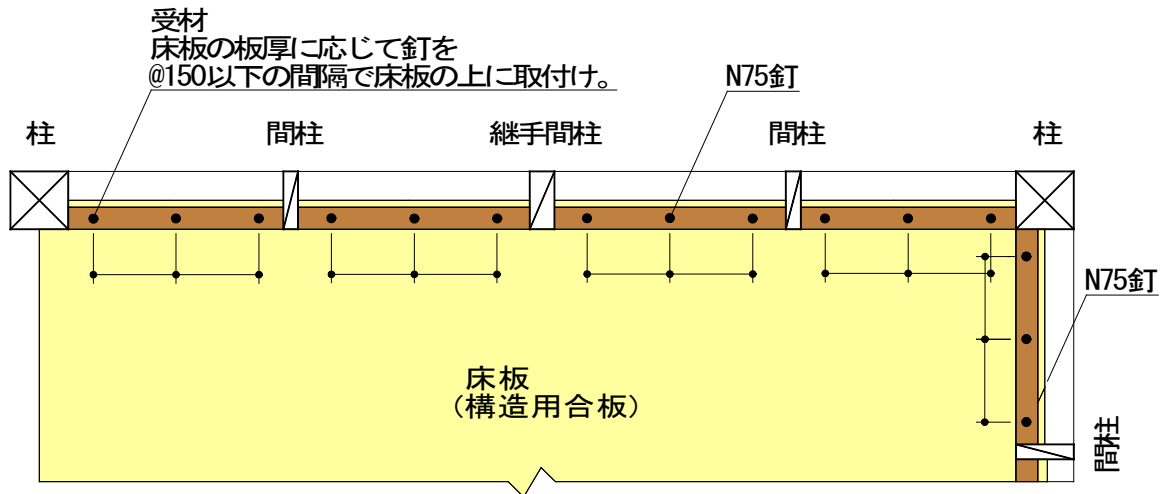 受材
床板の板厚に応じて釘を
@150以下の間隔で床板の上に取付け。
N75釘
柱
間柱
継手間柱
間柱
柱
N75釘
床板
（構造用合板）
間柱